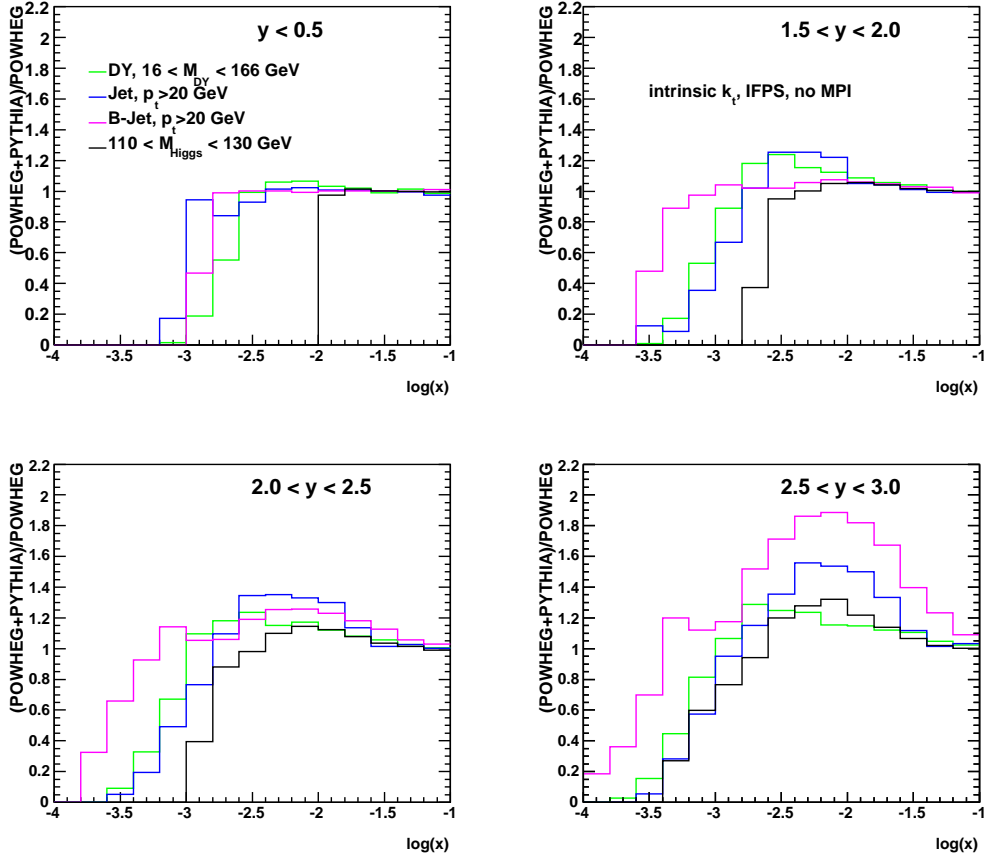 (POWHEG+PYTHIA)/POWHEG
2.2
2
1.8
1.6
1.4
1.2
1
0.8
0.6
0.4
0.2
0
y < 0.5
DY, 16 < M_DY < 166 GeV
Jet, p_t >20 GeV
B-Jet, p_t >20 GeV
110 < M_Higgs < 130 GeV
-4 -3.5 -3 -2.5 -2 -1.5 -1
log(x)
(POWHEG+PYTHIA)/POWHEG
2.2
2
1.8
1.6
1.4
1.2
1
0.8
0.6
0.4
0.2
0
1.5 < y < 2.0
intrinsic k_t, IFPS, no MPI
-4 -3.5 -3 -2.5 -2 -1.5 -1
log(x)
(POWHEG+PYTHIA)/POWHEG
2.2
2
1.8
1.6
1.4
1.2
1
0.8
0.6
0.4
0.2
0
2.0 < y < 2.5
-4 -3.5 -3 -2.5 -2 -1.5 -1
log(x)
(POWHEG+PYTHIA)/POWHEG
2.2
2
1.8
1.6
1.4
1.2
1
0.8
0.6
0.4
0.2
0
2.5 < y < 3.0
-4 -3.5 -3 -2.5 -2 -1.5 -1
log(x)